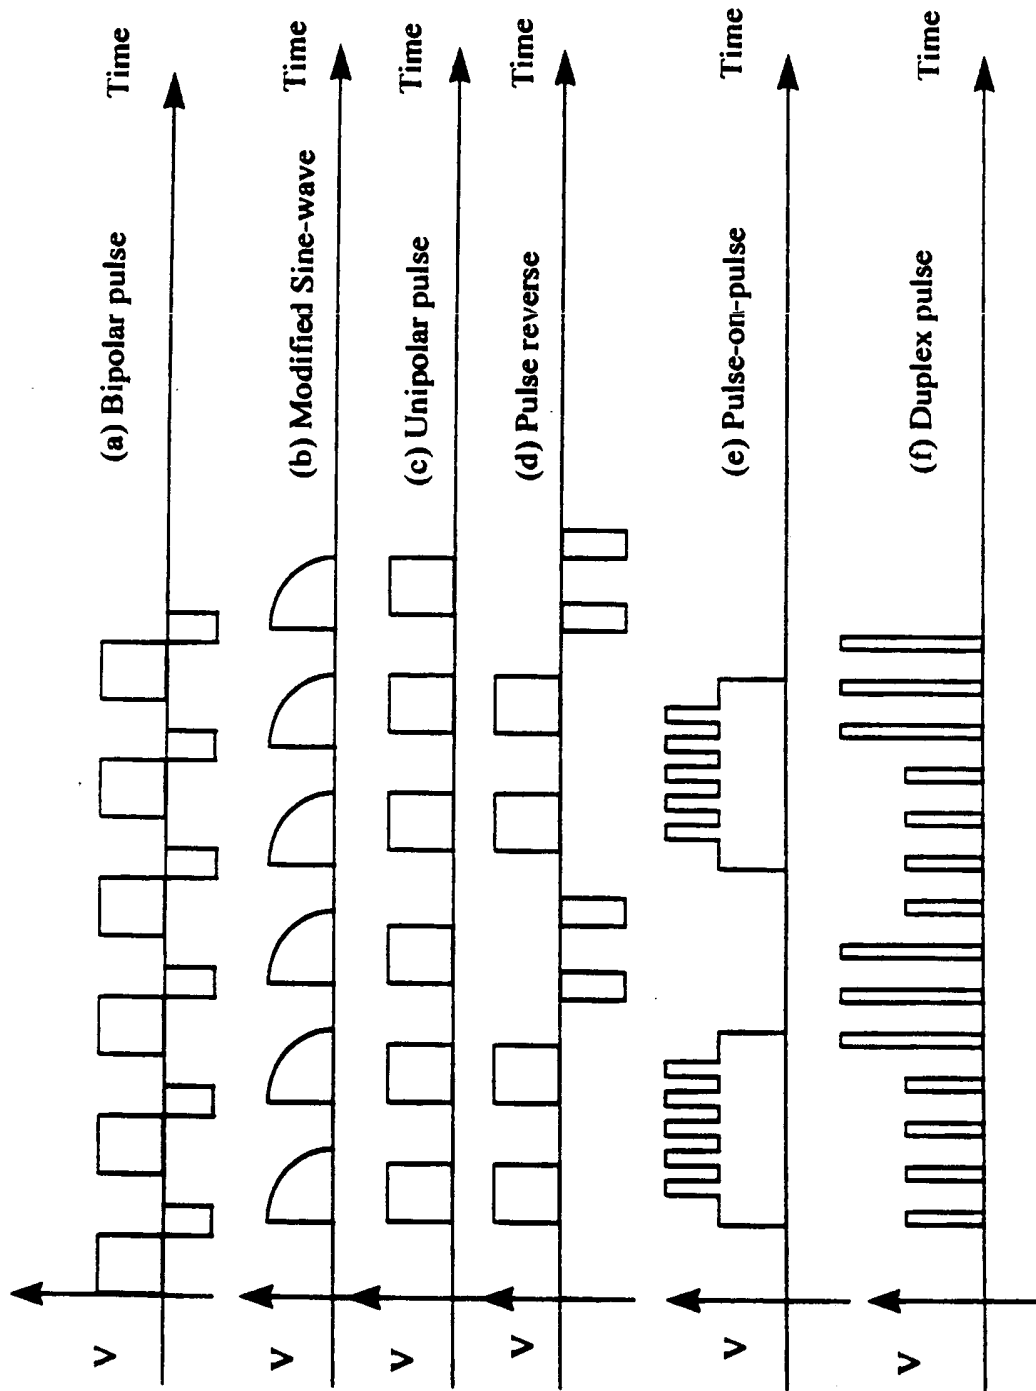 V
(a) Bipolar pulse
Time
V
(b) Modified Sine-wave
Time
V
(c) Unipolar pulse
Time
V
(d) Pulse reverse
Time
V
(e) Pulse-on-pulse
Time
V
(f) Duplex pulse
Time